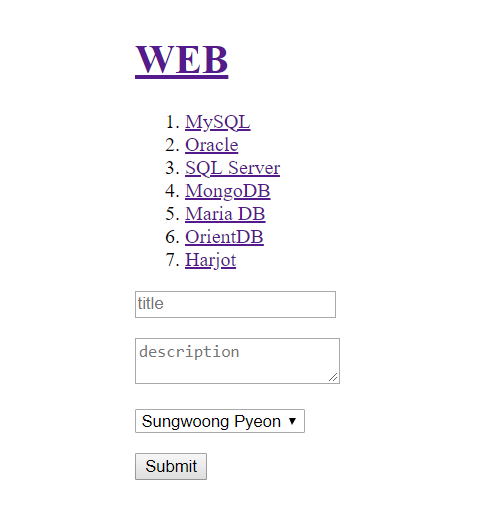 WEB
1. MySQL
2. Oracle
3. SQL Server
4. MongoDB
5. Maria DB
6. OrientDB
7. Harjot
title
description
Sungwoong Pyeon
Submit